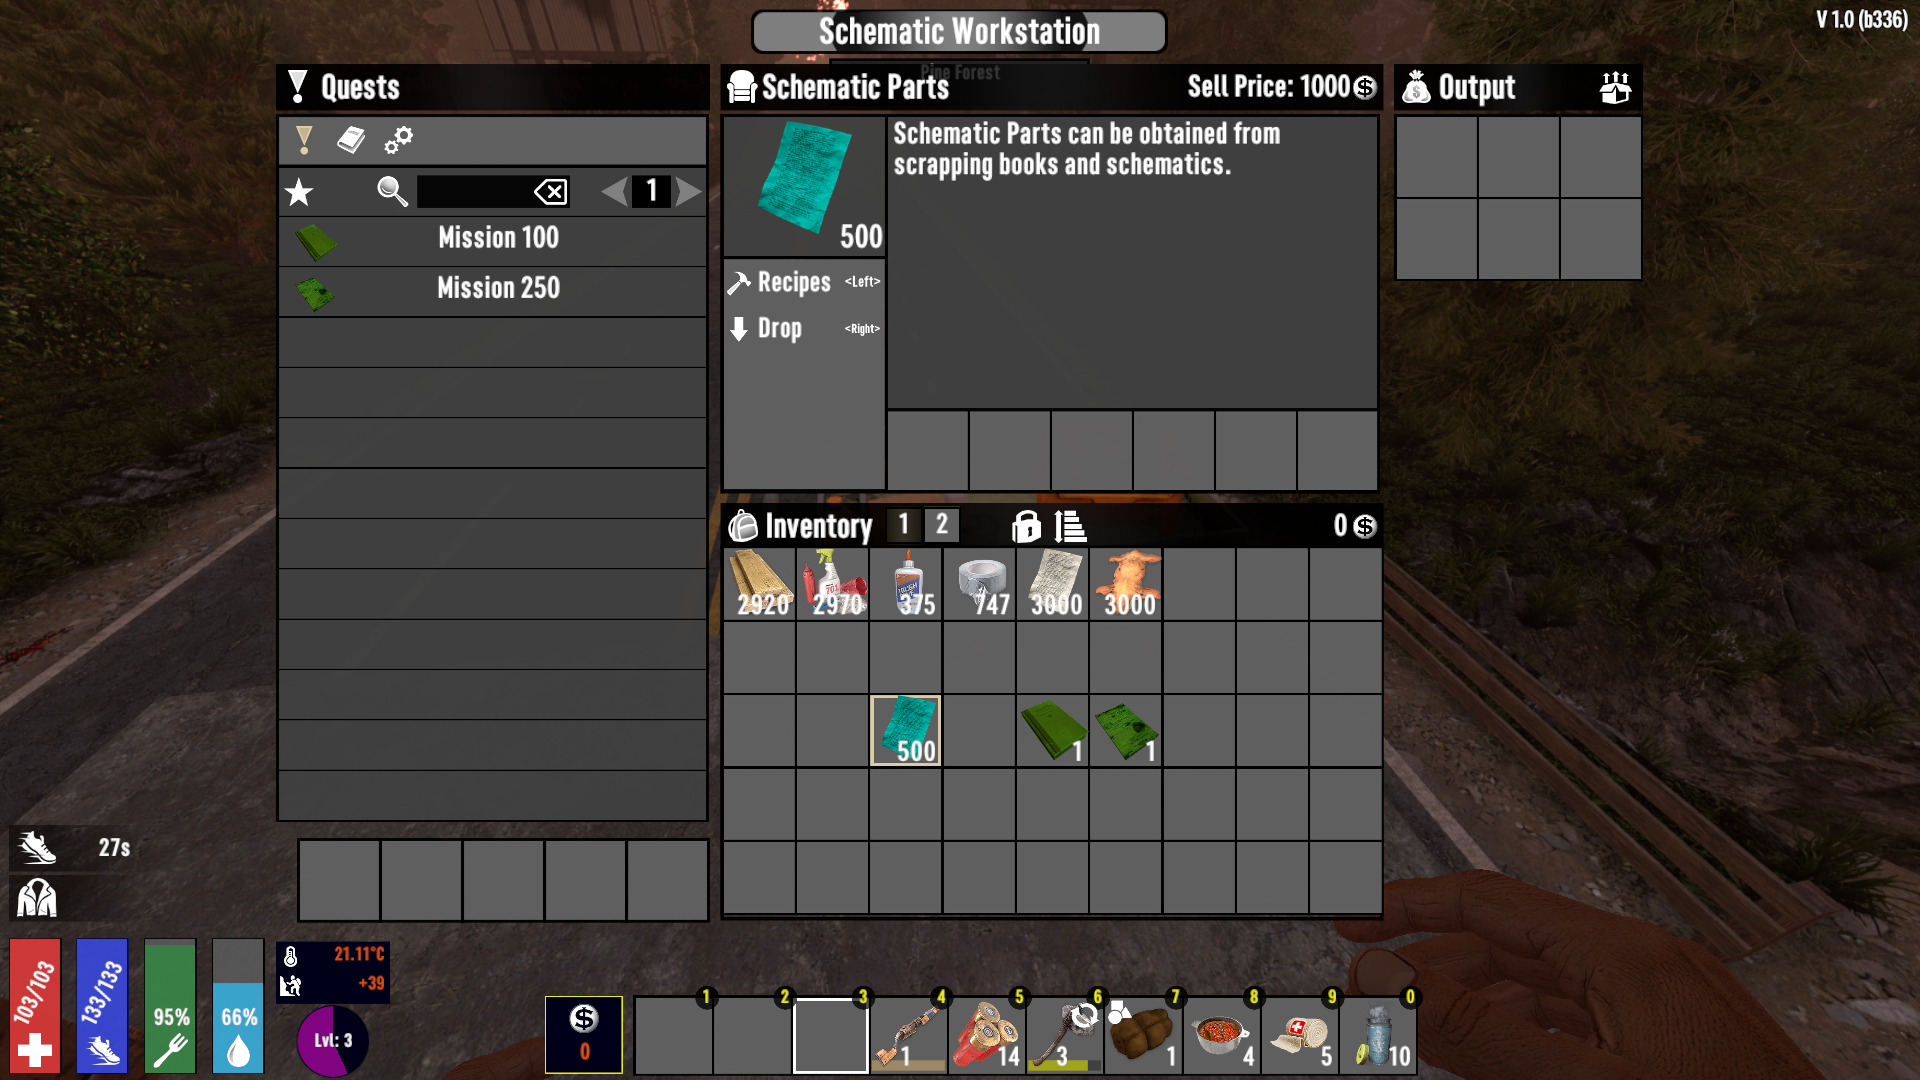 Schematic Workstation
V 1.0 (b336)
Pine Forest
Quests
1
Mission 100
Mission 250
Schematic Parts
Sell Price: 1000
500
Recipes <Left>
Drop <Right>
Schematic Parts can be obtained from
scrapping books and schematics.
Output
Inventory 1 2
0
2920 2970 375 747 3000 3000
500 1 1
27s
103/103
133/133
95%
66%
21.11°C
+39
Lvl: 3
0
1 2 3 4 5 6 7 8 9 0
1 14 3 1 4 5 10